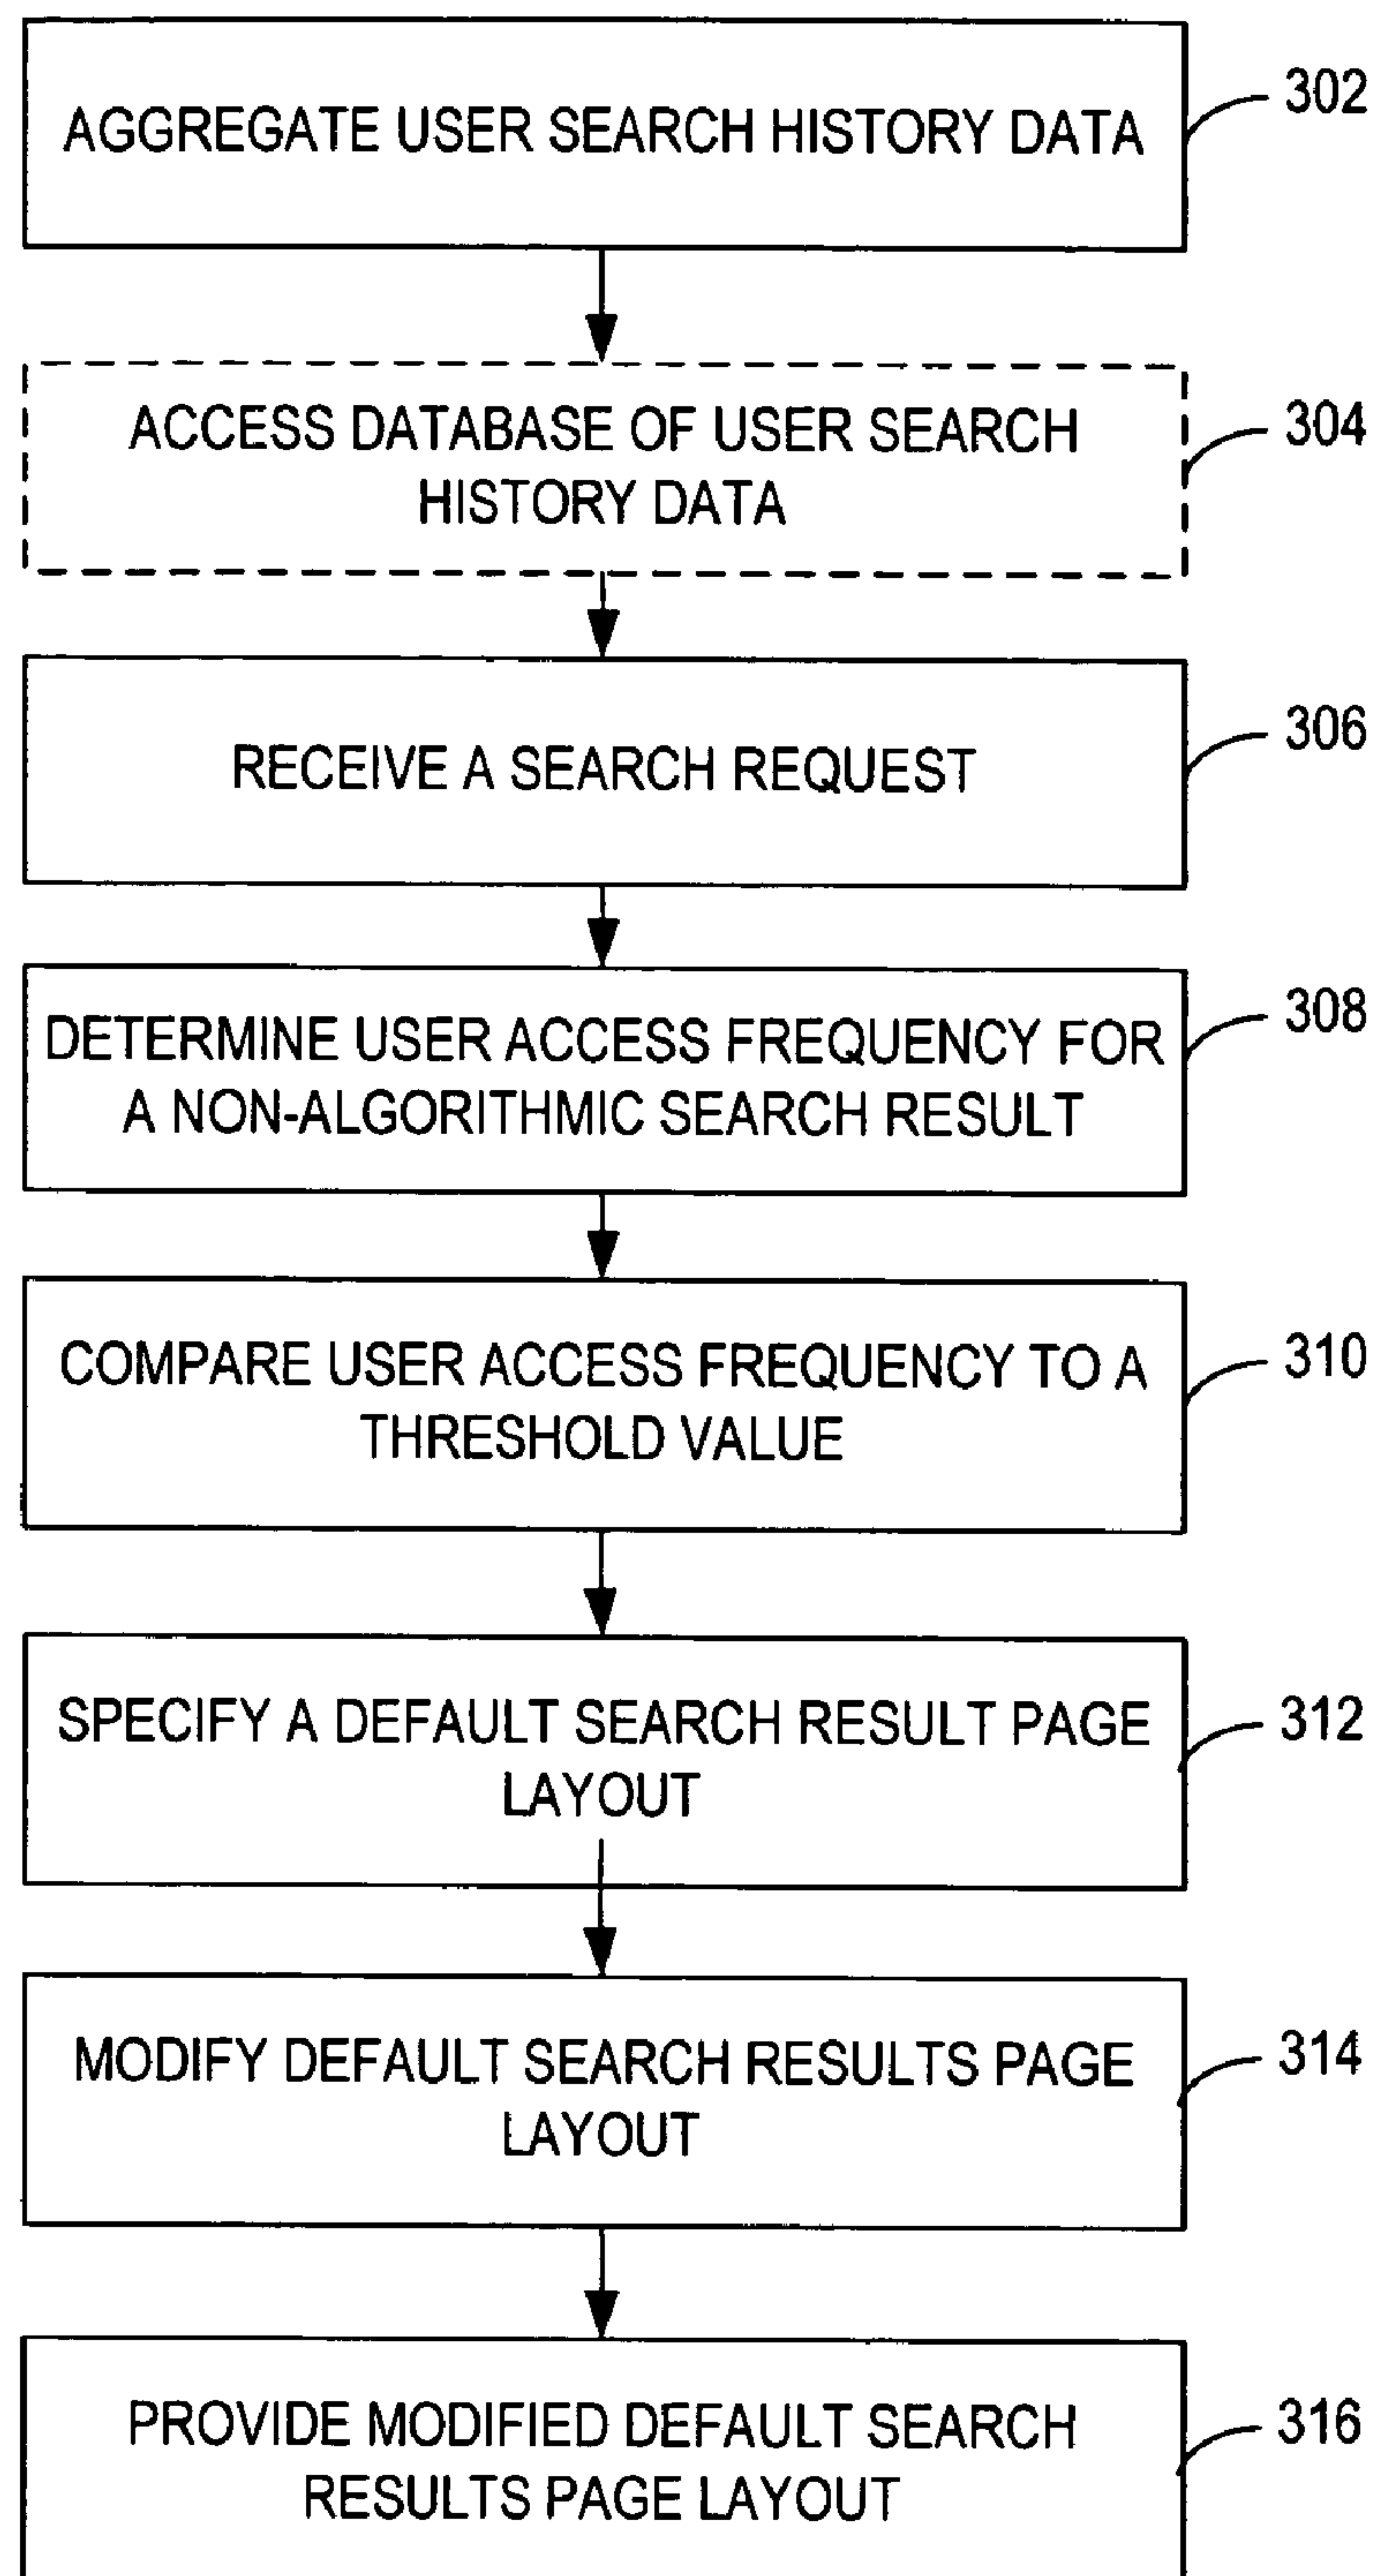 AGGREGATE USER SEARCH HISTORY DATA
302
ACCESS DATABASE OF USER SEARCH
HISTORY DATA
304
RECEIVE A SEARCH REQUEST
306
DETERMINE USER ACCESS FREQUENCY FOR
A NON-ALGORITHMIC SEARCH RESULT
308
COMPARE USER ACCESS FREQUENCY TO A
THRESHOLD VALUE
310
SPECIFY A DEFAULT SEARCH RESULT PAGE
LAYOUT
312
MODIFY DEFAULT SEARCH RESULTS PAGE
LAYOUT
314
PROVIDE MODIFIED DEFAULT SEARCH
RESULTS PAGE LAYOUT
316